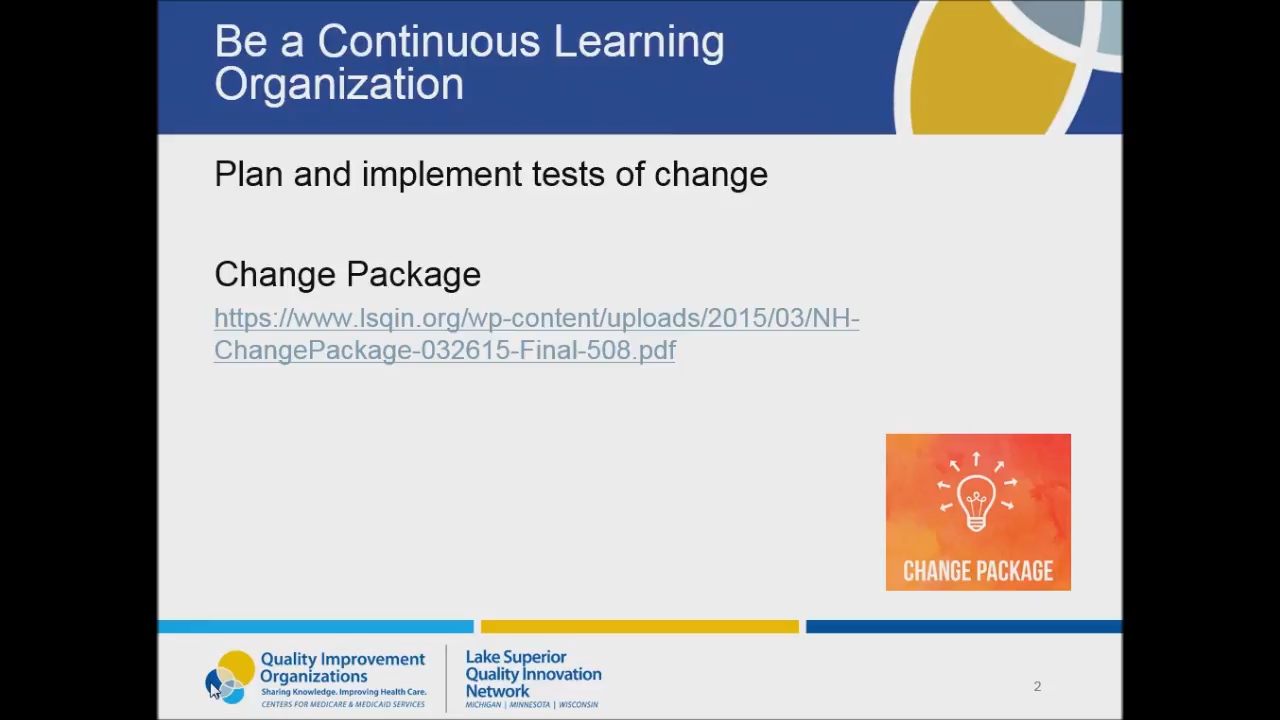 Be a Continuous Learning
Organization
Plan and implement tests of change
Change Package
https://www.lsqin.org/wp-content/uploads/2015/03/NH-
ChangePackage-032615-Final-508.pdf
CHANGE PACKAGE
Quality Improvement
Organizations
Sharing Knowledge. Improving Health Care.
CENTERS FOR MEDICARE & MEDICAID SERVICES
Lake Superior
Quality Innovation
Network
MICHIGAN | MINNESOTA | WISCONSIN
2